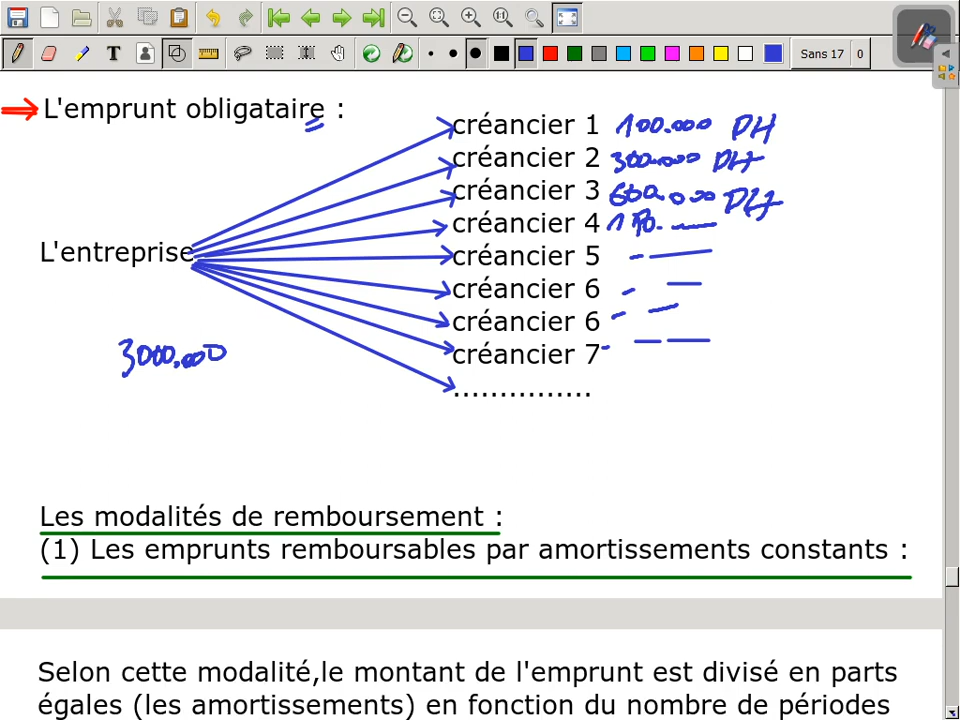 Sans 17 0
L'emprunt obligataire :
créancier 1 100.000 DH
créancier 2 300.000 DH
créancier 3 600.000 DH
créancier 4
L'entreprise
créancier 5
créancier 6
créancier 6
3000.000
créancier 7
...............
Les modalités de remboursement :
(1) Les emprunts remboursables par amortissements constants :
Selon cette modalité,le montant de l'emprunt est divisé en parts
égales (les amortissements) en fonction du nombre de périodes